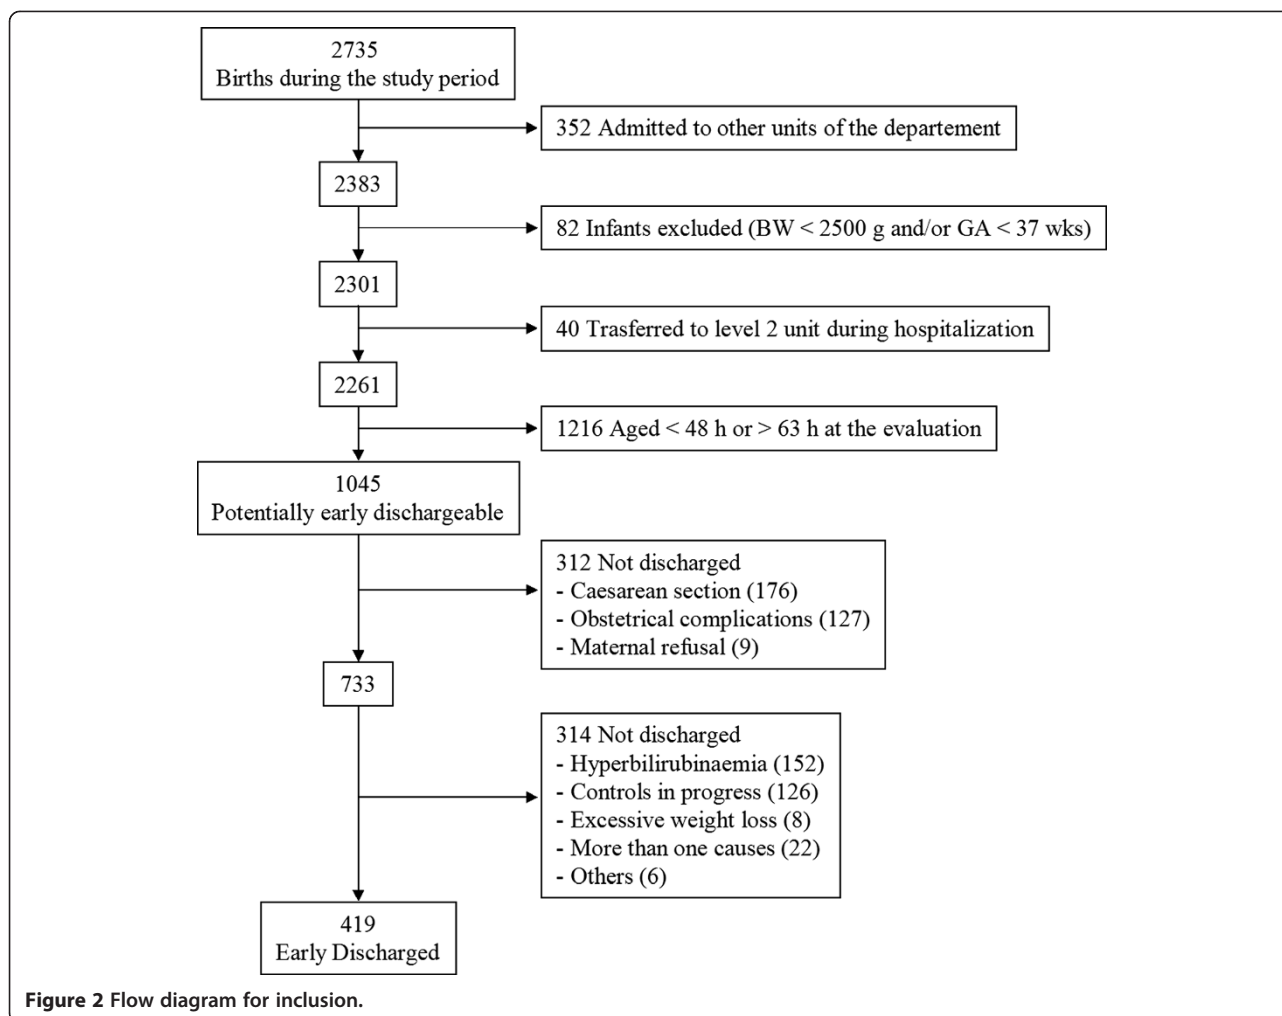 2735
Births during the study period
352 Admitted to other units of the departement
2383
82 Infants excluded (BW < 2500 g and/or GA < 37 wks)
2301
40 Trasferred to level 2 unit during hospitalization
2261
1216 Aged < 48 h or > 63 h at the evaluation
1045
Potentially early dischargeable
312 Not discharged
- Caesarean section (176)
- Obstetrical complications (127)
- Maternal refusal (9)
733
314 Not discharged
- Hyperbilirubinaemia (152)
- Controls in progress (126)
- Excessive weight loss (8)
- More than one causes (22)
- Others (6)
419
Early Discharged
Figure 2 Flow diagram for inclusion.